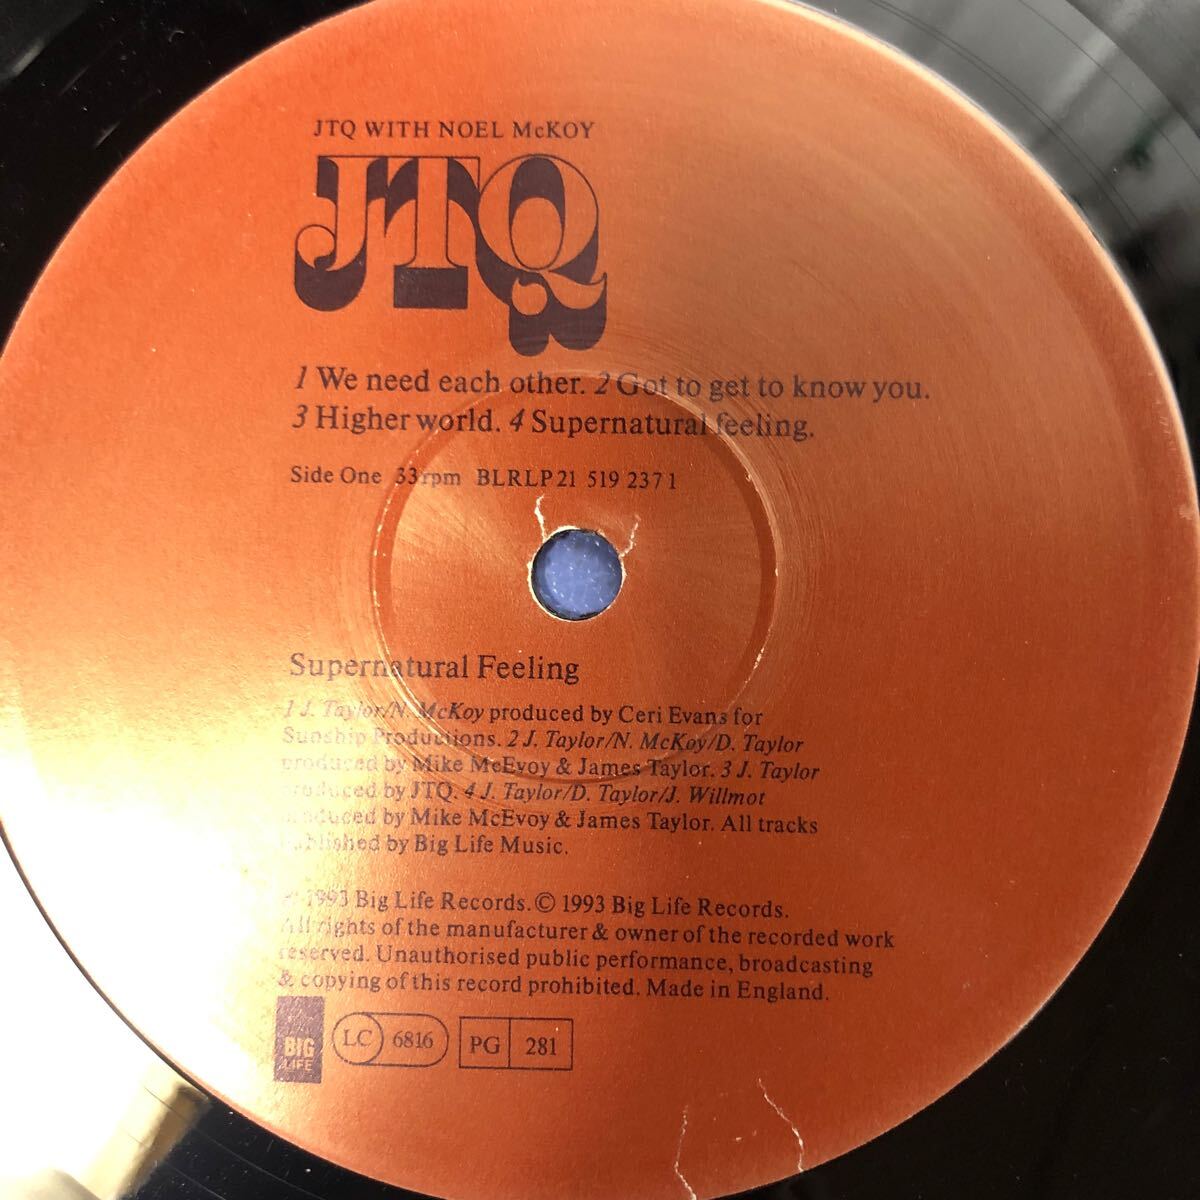 JTQ WITH NOEL McKOY
JTQ
1 We need each other. 2 Got to get to know you.
3 Higher world. 4 Supernatural feeling.
Side One 33rpm BLRLP21 519 237 1
Supernatural Feeling
1 J. Taylor/N. McKoy produced by Ceri Evans for
Sunship Productions. 2 J. Taylor/N. McKoy/D. Taylor
produced by Mike McEvoy & James Taylor. 3 J. Taylor
produced by JTQ. 4 J. Taylor/D. Taylor/J. Willmot
produced by Mike McEvoy & James Taylor. All tracks
published by Big Life Music.
℗ 1993 Big Life Records. © 1993 Big Life Records.
All rights of the manufacturer & owner of the recorded work
reserved. Unauthorised public performance, broadcasting
& copying of this record prohibited. Made in England.
BIG
LIFE
LC 6816
PG 281